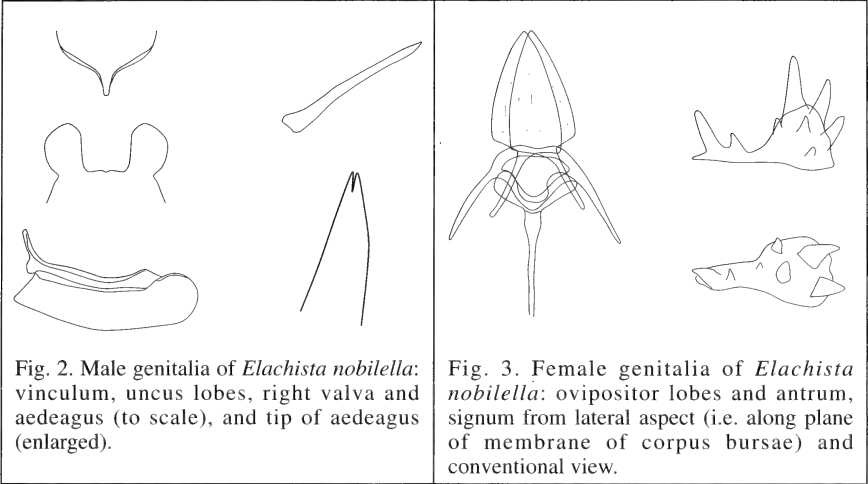 Fig. 2. Male genitalia of Elachista nobilella:
vinculum, uncus lobes, right valva and
aedeagus (to scale), and tip of aedeagus
(enlarged).
Fig. 3. Female genitalia of Elachista
nobilella: ovipositor lobes and antrum,
signum from lateral aspect (i.e. along plane
of membrane of corpus bursae) and
conventional view.